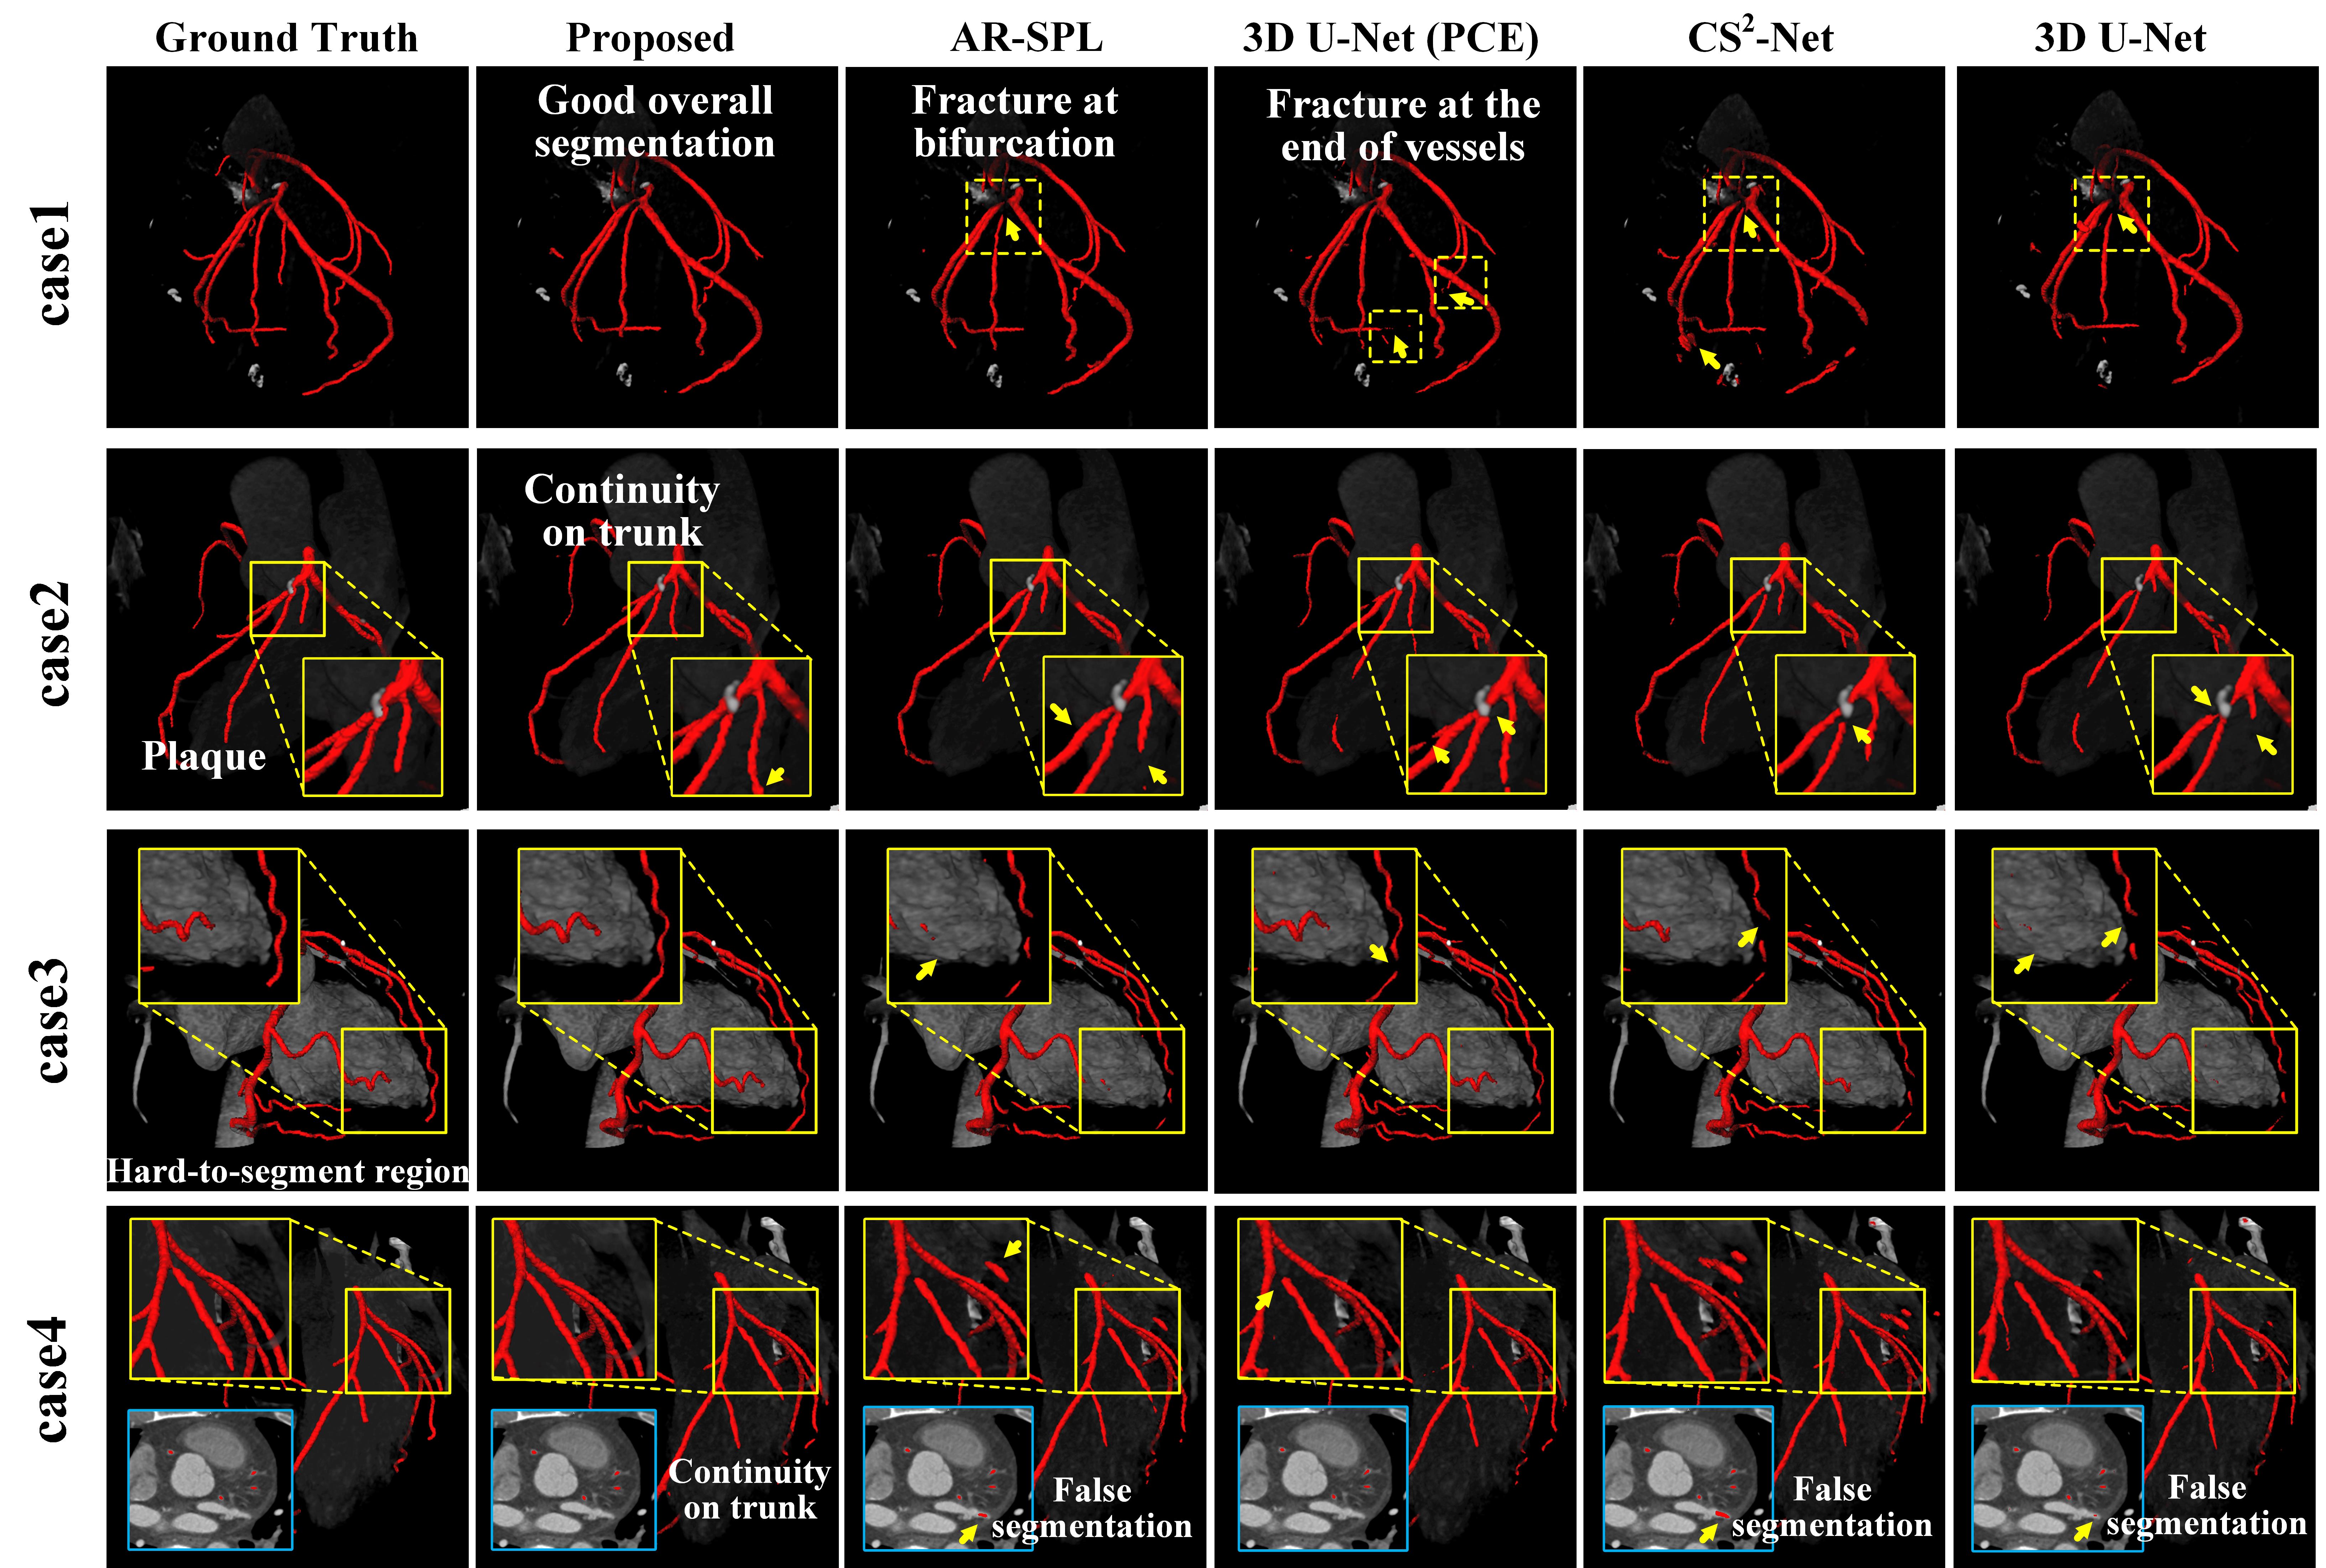 Ground Truth
Proposed
AR-SPL
3D U-Net (PCE)
CS²-Net
3D U-Net
case1
Good overall
segmentation
Fracture at
bifurcation
Fracture at the
end of vessels
case2
Plaque
Continuity
on trunk
case3
Hard-to-segment region
case4
Continuity
on trunk
False
segmentation
False
segmentation
False
segmentation